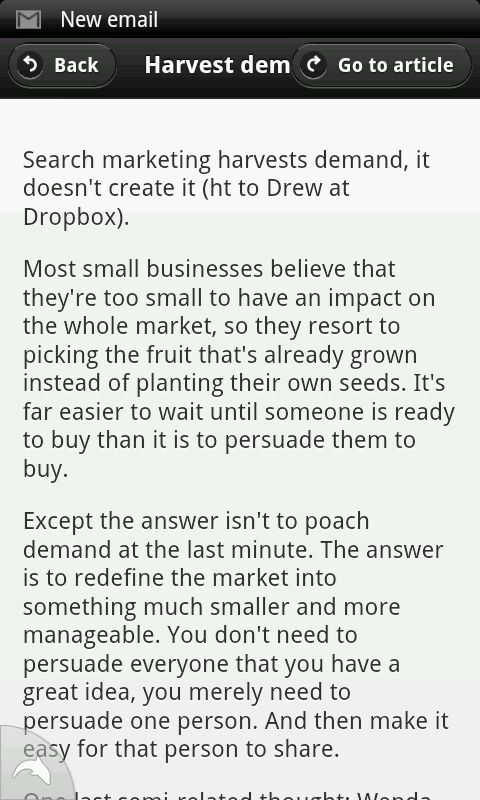 New email
Back
Harvest dem
Go to article
Search marketing harvests demand, it
doesn't create it (ht to Drew at
Dropbox).
Most small businesses believe that
they're too small to have an impact on
the whole market, so they resort to
picking the fruit that's already grown
instead of planting their own seeds. It's
far easier to wait until someone is ready
to buy than it is to persuade them to
buy.
Except the answer isn't to poach
demand at the last minute. The answer
is to redefine the market into
something much smaller and more
manageable. You don't need to
persuade everyone that you have a
great idea, you merely need to
persuade one person. And then make it
easy for that person to share.
One last semi-related thought: Wenda